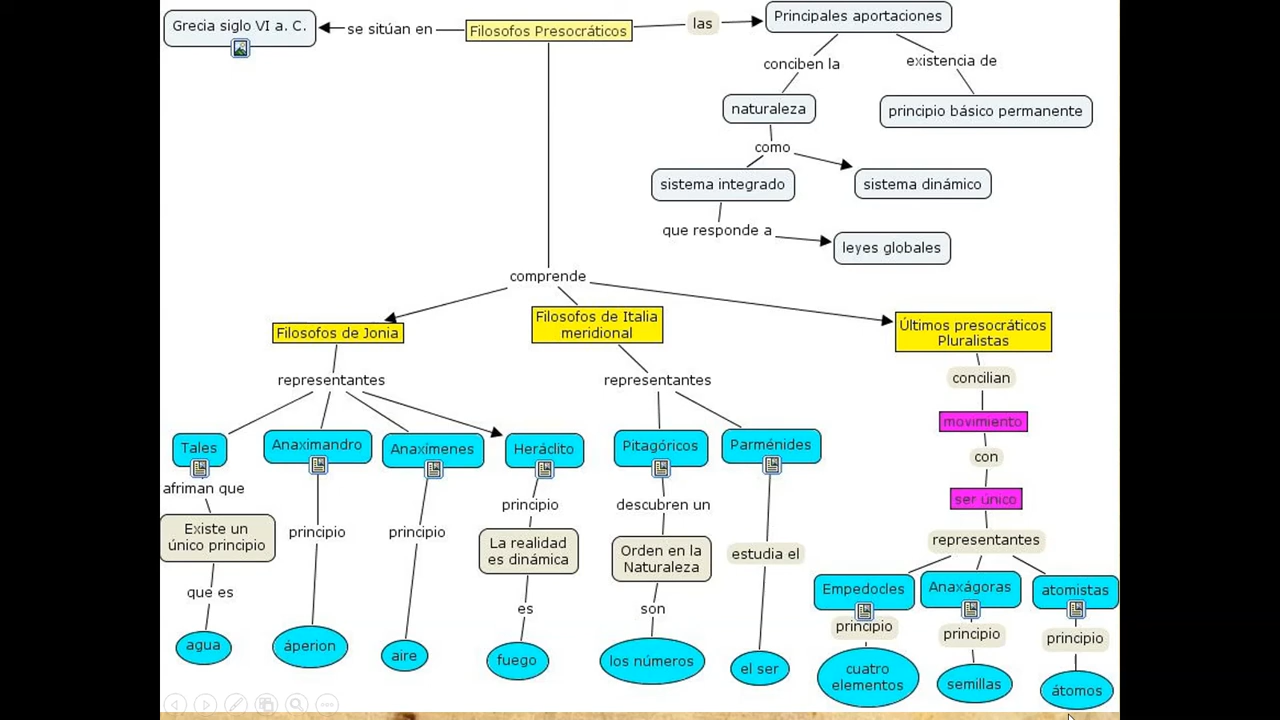 Grecia siglo VI a. C.
se sitúan en
Filosofos Presocráticos
las
Principales aportaciones
conciben la
existencia de
naturaleza
principio básico permanente
como
sistema integrado
sistema dinámico
que responde a
leyes globales
comprende
Filosofos de Jonia
Filosofos de Italia
meridional
Últimos presocráticos
Pluralistas
representantes
representantes
concilian
movimiento
con
ser único
representantes
Tales
Anaximandro
Anaxímenes
Heráclito
Pitagóricos
Parménides
afriman que
Existe un
único principio
que es
agua
principio
áperion
principio
aire
principio
La realidad
es dinámica
es
fuego
descubren un
Orden en la
Naturaleza
son
los números
estudia el
el ser
Empedocles
principio
cuatro
elementos
Anaxágoras
principio
semillas
atomistas
principio
átomos